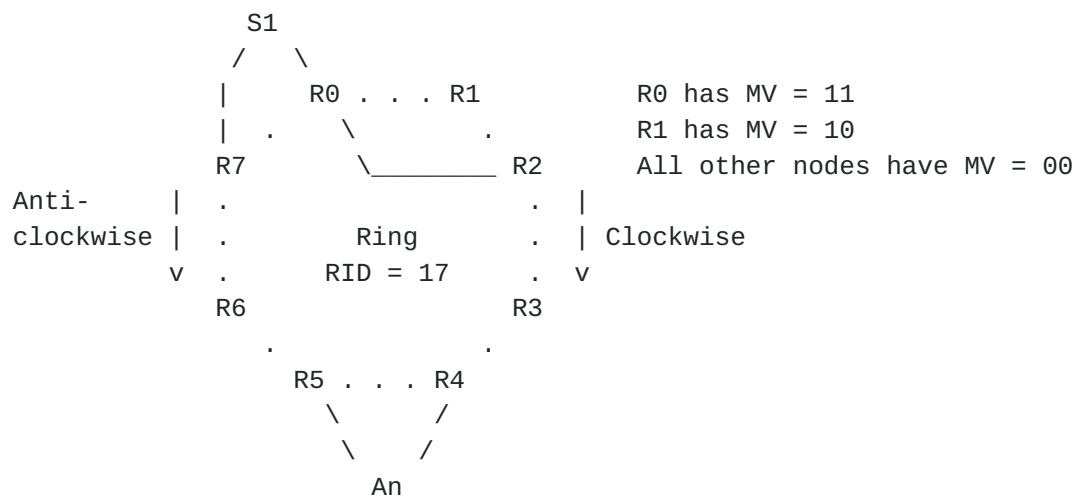 S1
R0 . . . R1 R0 has MV = 11
R1 has MV = 10
R7 R2 All other nodes have MV = 00
Anti-
clockwise Ring Clockwise
v RID = 17 v
R6 R3
R5 . . . R4
An